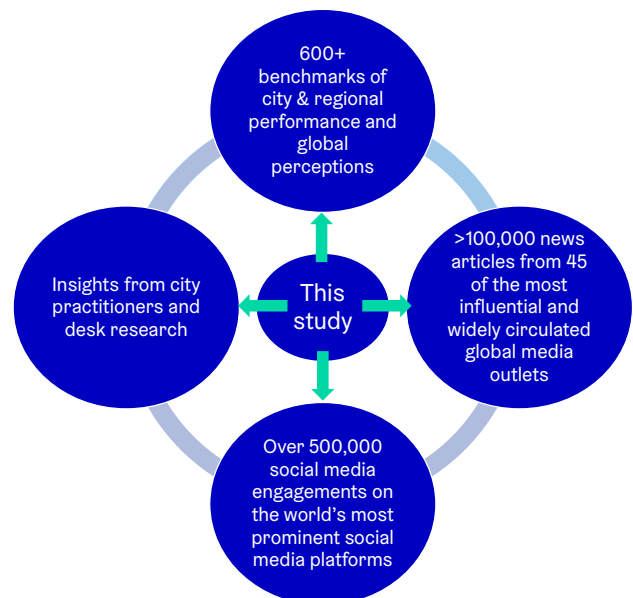 600+
benchmarks of
city & regional
performance and
global
perceptions
Insights from city
practitioners and
desk research
This
study
>100,000 news
articles from 45
of the most
influential and
widely circulated
global media
outlets
Over 500,000
social media
engagements on
the world’s most
prominent social
media platforms